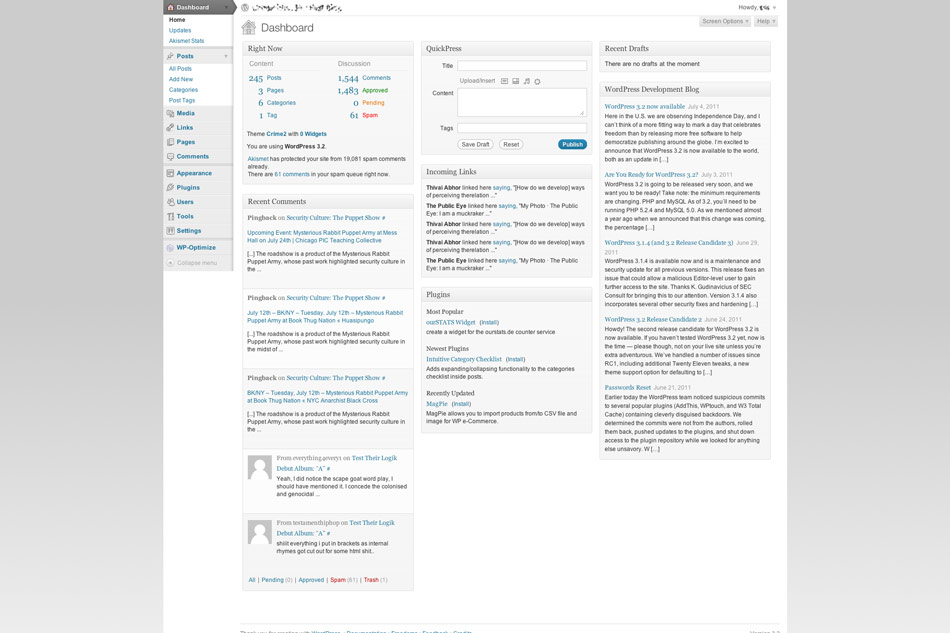 Dashboard
Home
Updates
Akismet Stats
Posts
All Posts
Add New
Categories
Post Tags
Media
Links
Pages
Comments
Appearance
Plugins
Users
Tools
Settings
WP-Optimize
Collapse menu
Howdy,
Screen Options
Help
Dashboard
Right Now
Content
Discussion
245 Posts
1,544 Comments
3 Pages
1,483 Approved
6 Categories
0 Pending
1 Tag
61 Spam
Theme Crime2 with 0 Widgets
You are using WordPress 3.2.
Akismet has protected your site from 19,081 spam comments
already.
There are 61 comments in your spam queue right now.
Recent Comments
Pingback on Security Culture: The Puppet Show #
Upcoming Event: Mysterious Rabbit Puppet Army at Mess
Hall on July 24th | Chicago PIC Teaching Collective
[...] The roadshow is a product of the Mysterious Rabbit
Puppet Army, whose past work highlighted security culture in
the ...
Pingback on Security Culture: The Puppet Show #
July 12th – BK/NY – Tuesday, July 12th – Mysterious Rabbit
Puppet Army at Book Thug Nation « Huasipungo
[...] The roadshow is a product of the Mysterious Rabbit
Puppet Army, whose past work highlighted security culture in
the midst of ...
Pingback on Security Culture: The Puppet Show #
BK/NY – Tuesday, July 12th – Mysterious Rabbit Puppet Army
at Book Thug Nation « NYC Anarchist Black Cross
[...] The roadshow is a product of the Mysterious Rabbit
Puppet Army, whose past work highlighted security culture in
the ...
From everything4every1 on Test Their Logik
Debut Album: “A” #
Yeah, I did notice the scape goat word play, I
should have mentioned it. I concede the colonised
and genocidal ...
From testamenthiphop on Test Their Logik
Debut Album: “A” #
shiiit everything i put in brackets as internal
rhymes got cut out for some html shit..
All | Pending (0) | Approved | Spam (61) | Trash (1)
QuickPress
Title
Upload/Insert
Content
Tags
Save Draft
Reset
Publish
Incoming Links
Thival Abhor linked here saying, "[How do we develop] ways
of perceiving therelation ..."
The Public Eye linked here saying, "My Photo · The Public
Eye: I am a muckraker ..."
Thival Abhor linked here saying, "[How do we develop] ways
of perceiving therelation ..."
Thival Abhor linked here saying, "[How do we develop] ways
of perceiving therelation ..."
The Public Eye linked here saying, "My Photo · The Public
Eye: I am a muckraker ..."
Plugins
Most Popular
ourSTATS Widget (Install)
create a widget for the ourstats.de counter service
Newest Plugins
Intuitive Category Checklist (Install)
Adds expanding/collapsing functionality to the categories
checklist inside posts.
Recently Updated
MagPie (Install)
MagPie allows you to import products from/to CSV file and
image for WP e-Commerce.
Recent Drafts
There are no drafts at the moment
WordPress Development Blog
WordPress 3.2 now available July 4, 2011
Here in the U.S. we are observing Independence Day, and I
can’t think of a more fitting way to mark a day that celebrates
freedom than by releasing more free software to help
democratize publishing around the globe. I’m excited to
announce that WordPress 3.2 is now available to the world,
both as an update in [...]
Are You Ready for WordPress 3.2? July 3, 2011
WordPress 3.2 is going to be released very soon, and we
want you to be ready! Take note: the minimum requirements
are changing. PHP and MySQL As of 3.2, you’ll need to be
running PHP 5.2.4 and MySQL 5.0. As we mentioned almost
a year ago when we announced that this change was coming,
the percentage [...]
WordPress 3.1.4 (and 3.2 Release Candidate 3) June 29,
2011
WordPress 3.1.4 is available now and is a maintenance and
security update for all previous versions. This release fixes an
issue that could allow a malicious Editor-level user to gain
further access to the site. Thanks K. Gudinavicius of SEC
Consult for bringing this to our attention. Version 3.1.4 also
incorporates several other security fixes and hardening [...]
WordPress 3.2 Release Candidate 2 June 24, 2011
Howdy! The second release candidate for WordPress 3.2 is
now available. If you haven’t tested WordPress 3.2 yet, now is
the time — please though, not on your live site unless you’re
extra adventurous. We’ve handled a number of issues since
RC1, including additional Twenty Eleven tweaks, a new
theme support option for defaulting to [...]
Passwords Reset June 21, 2011
Earlier today the WordPress team noticed suspicious commits
to several popular plugins (AddThis, WPtouch, and W3 Total
Cache) containing cleverly disguised backdoors. We
determined the commits were not from the authors, rolled
them back, pushed updates to the plugins, and shut down
access to the plugin repository while we looked for anything
else unsavory. W [...]